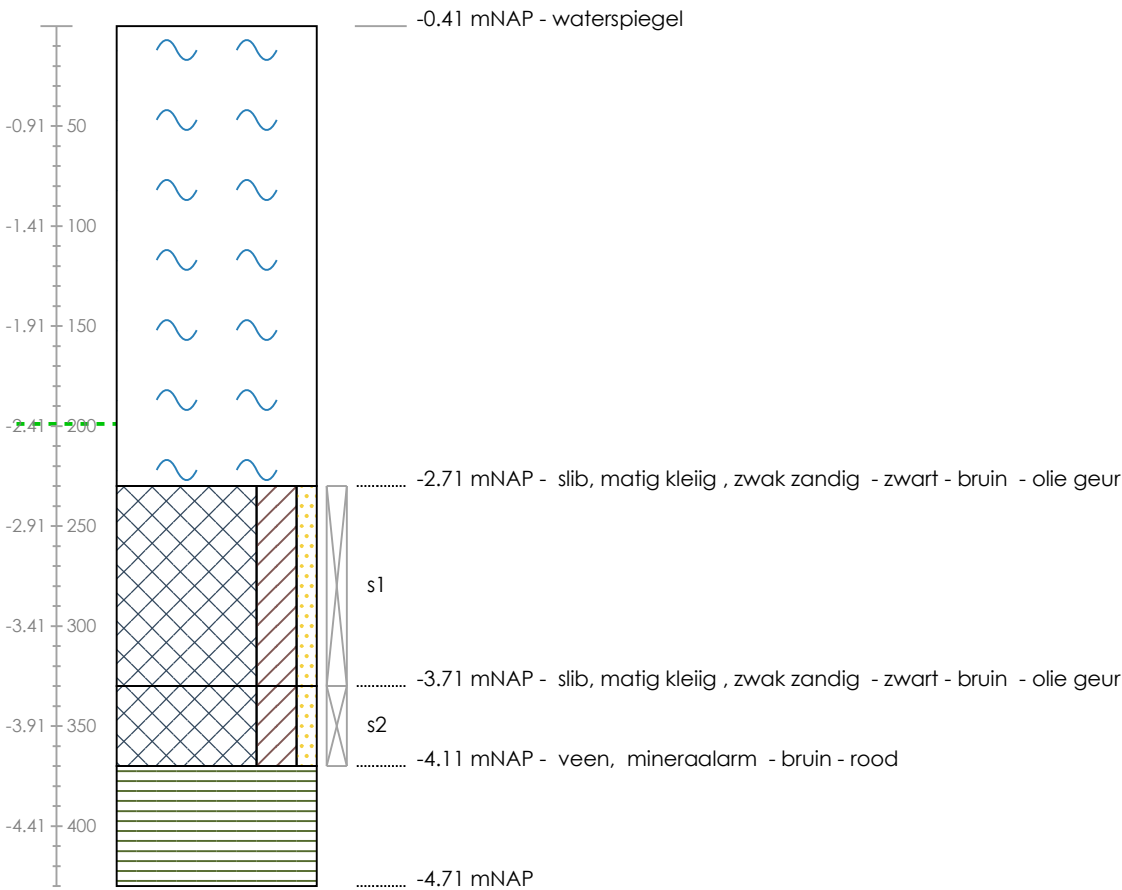 -0.41 mNAP - waterspiegel
-0.91 50
-1.41 100
-1.91 150
-2.41 200
-2.71 mNAP - slib, matig kleiig , zwak zandig - zwart - bruin - olie geur
-2.91 250
s1
-3.41 300
-3.71 mNAP - slib, matig kleiig , zwak zandig - zwart - bruin - olie geur
-3.91 350
s2
-4.11 mNAP - veen, mineraalarm - bruin - rood
-4.41 400
-4.71 mNAP